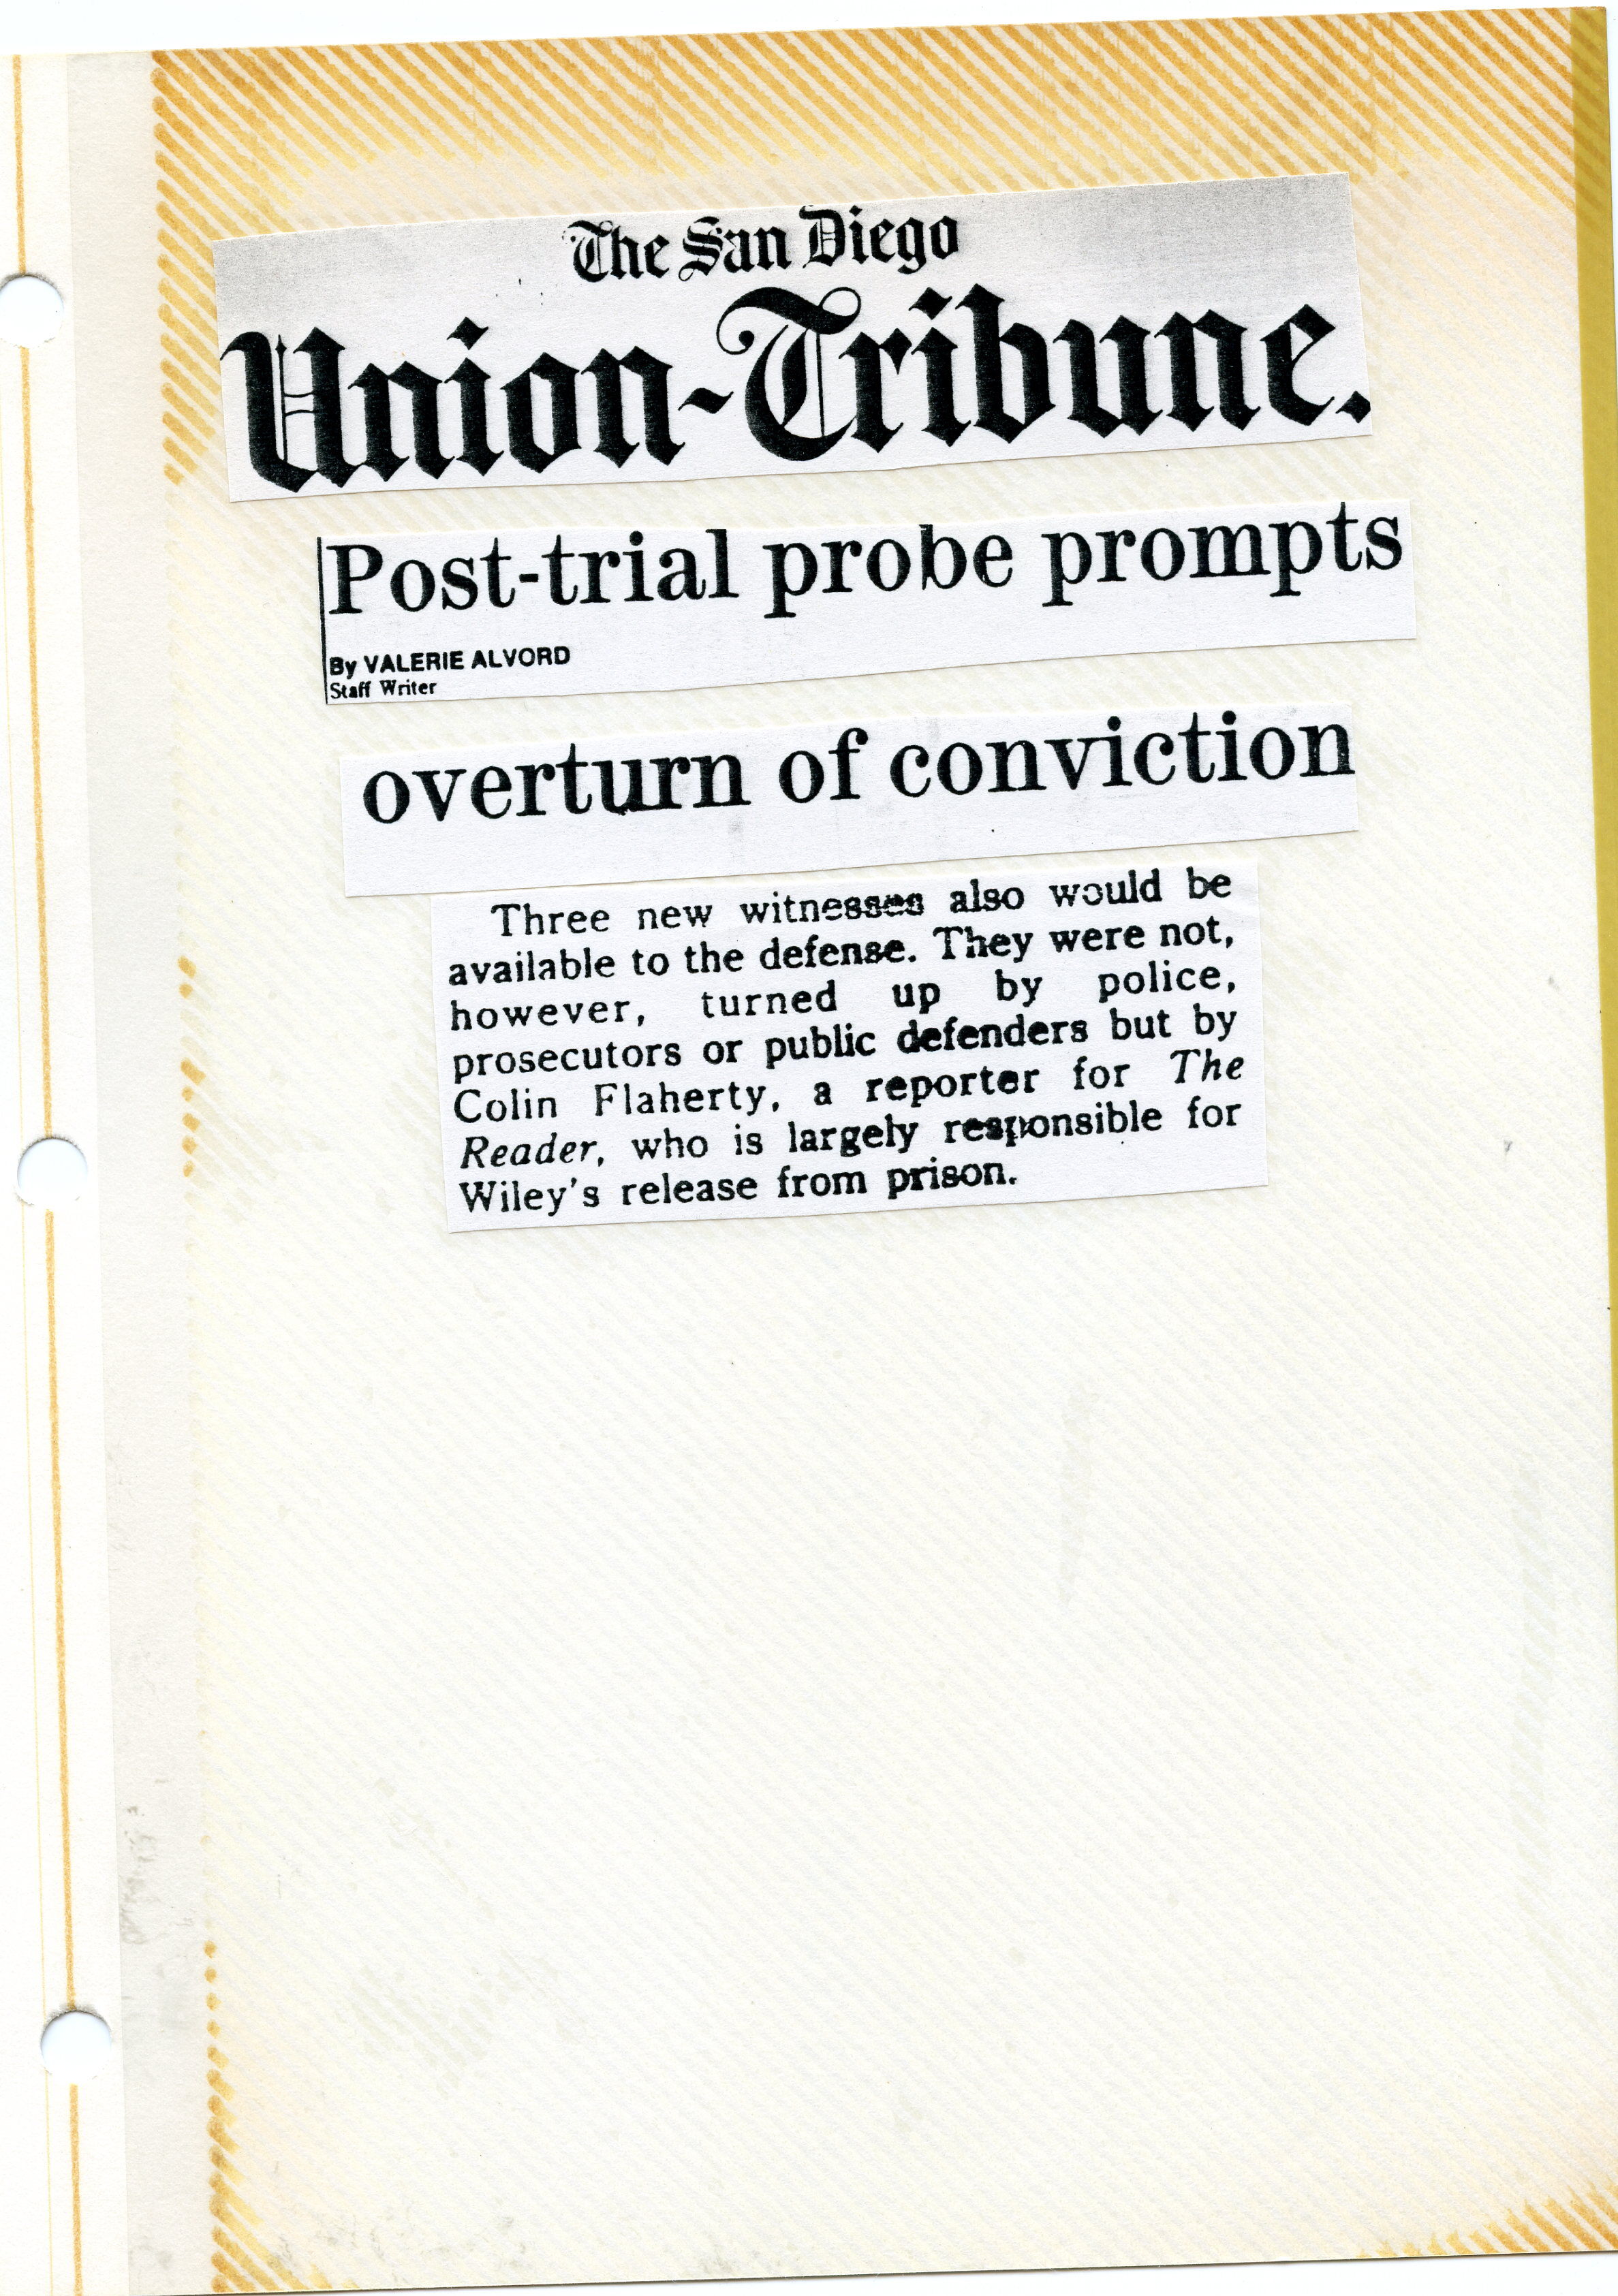 The San Diego
Union-Tribune.
Post-trial probe prompts
By VALERIE ALVORD
Staff Writer
overturn of conviction
Three new witnesses also would be
available to the defense. They were not,
however, turned up by police,
prosecutors or public defenders but by
Colin Flaherty, a reporter for The
Reader, who is largely responsible for
Wiley's release from prison.